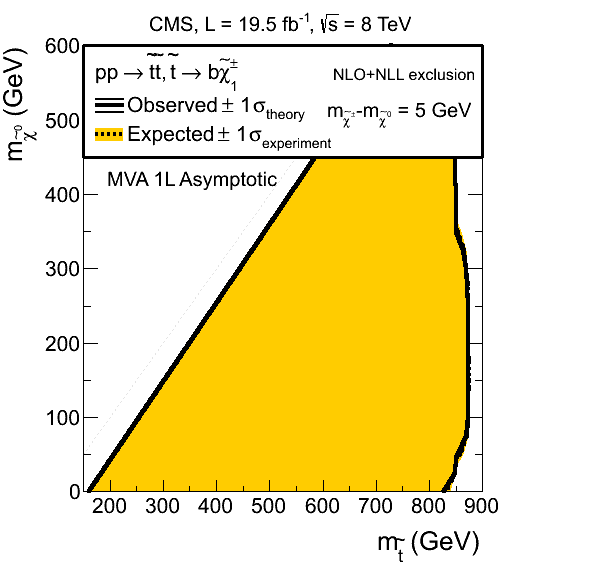 CMS, L = 19.5 fb⁻¹, √s = 8 TeV
pp → t̃t̃, t̃ → bχ̃₁±
NLO+NLL exclusion
Observed ± 1σtheory
mχ̃±-mχ̃⁰ = 5 GeV
Expected ± 1σexperiment
MVA 1L Asymptotic
mχ̃⁰ (GeV)
600
500
400
300
200
100
0
200 300 400 500 600 700 800 900
mt̃ (GeV)